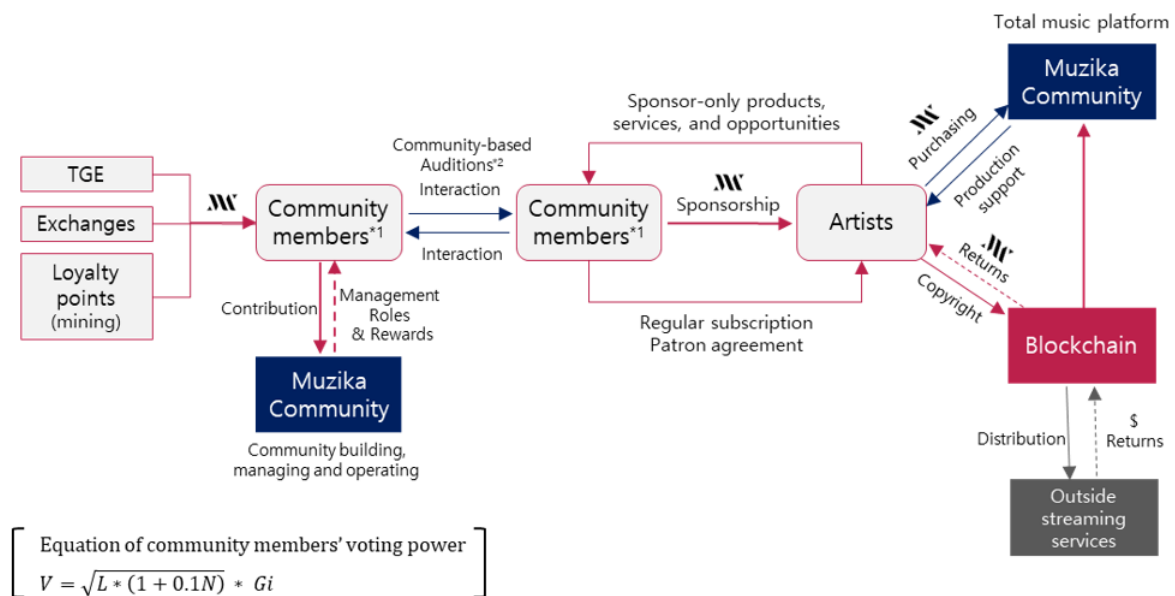 Total music platform
Muzika
Community
Sponsor-only products,
services, and opportunities
Purchasing
Production
support
TGE
Exchanges
Loyalty
points
(mining)
Community
members*1
Community-based
Auditions*2
Interaction
Interaction
Community
members*1
Sponsorship
Artists
Returns
Copyright
Contribution
Management
Roles
& Rewards
Regular subscription
Patron agreement
Blockchain
Muzika
Community
Community building,
managing and operating
Distribution
$
Returns
Outside
streaming
services
Equation of community members' voting power
V = √L * (1 + 0.1N) * Gi